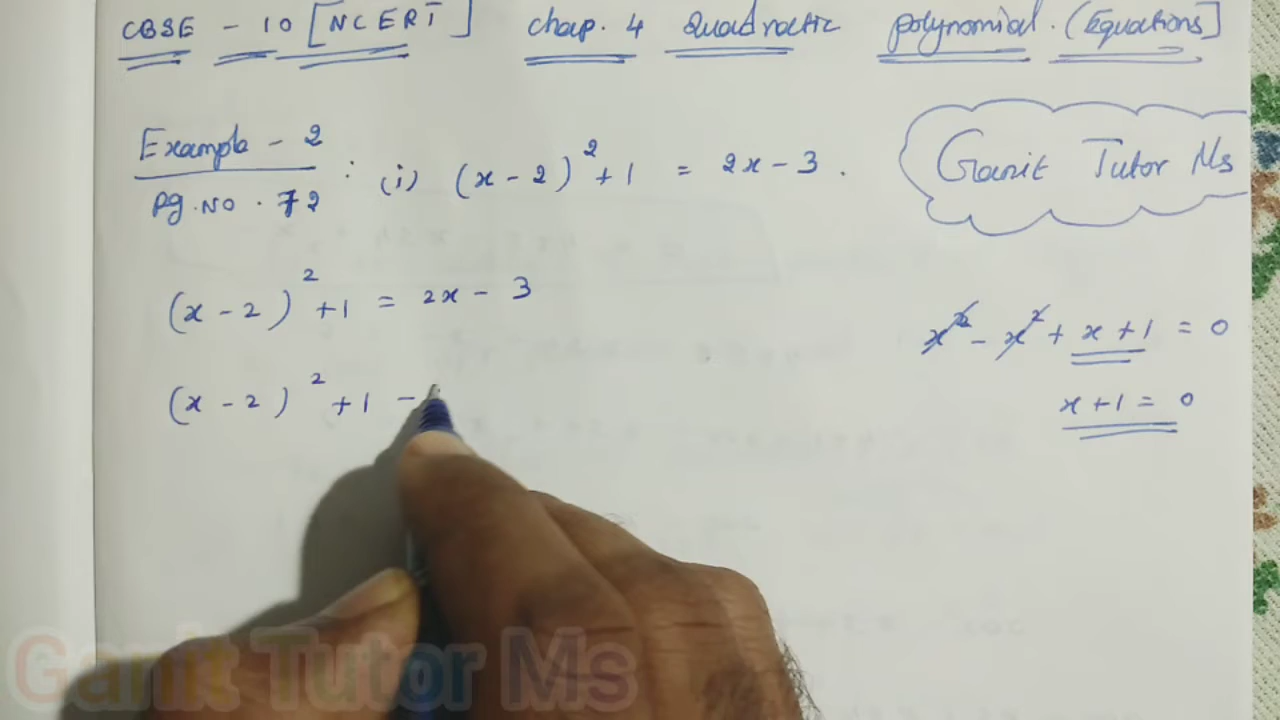 CBSE - 10 [NCERT] chap. 4 Quadractic polynomial. (Equations]
Example - 2
Pg. NO. 72
: (i) (x - 2)² + 1 = 2x - 3.
Ganit Tutor Ms
(x - 2)² + 1 = 2x - 3
(x - 2)² + 1 -
x² - x² + x + 1 = 0
x + 1 = 0
Ganit Tutor Ms